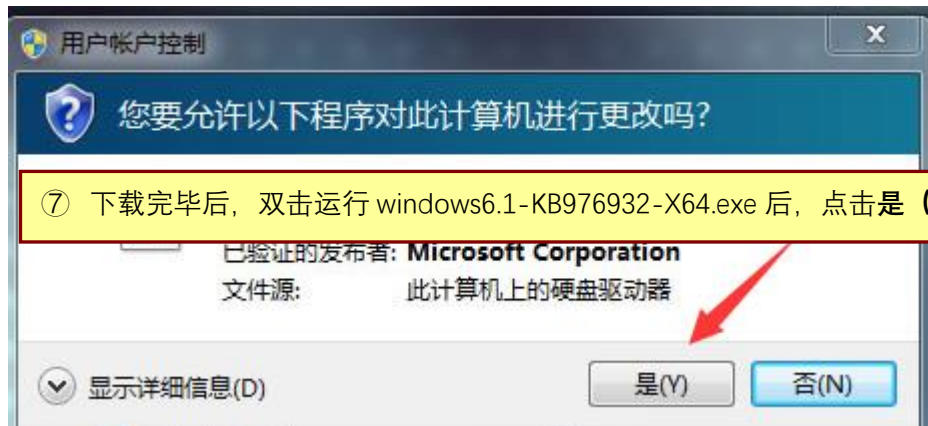 用户帐户控制
您要允许以下程序对此计算机进行更改吗?
⑦ 下载完毕后，双击运行 windows6.1-KB976932-X64.exe 后，点击是（
已验证的发布者: Microsoft Corporation
文件源: 此计算机上的硬盘驱动器
显示详细信息(D) 是(Y) 否(N)